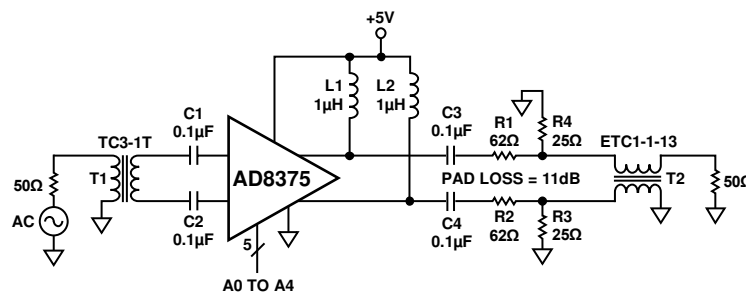 +5V
L1
1µH
L2
1µH
C1
0.1µF
C3
0.1µF
R1
62Ω
R4
25Ω
TC3-1T
ETC1-1-13
50Ω
T1
AD8375
PAD LOSS = 11dB
T2
50Ω
AC
C2
0.1µF
C4
0.1µF
R2
62Ω
R3
25Ω
5
A0 TO A4